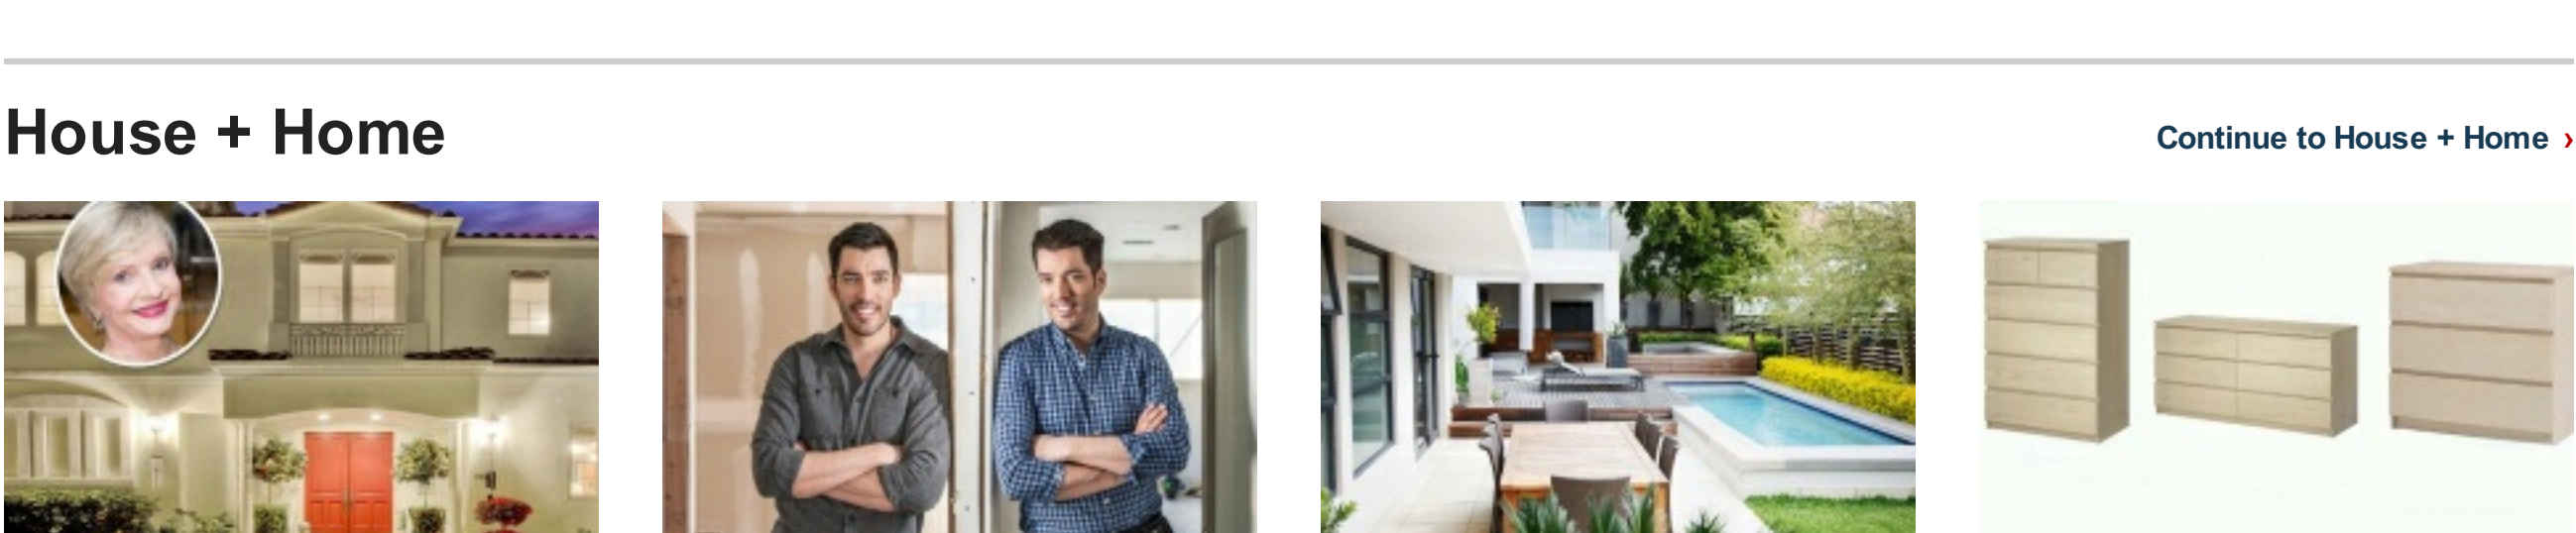 House + Home
Continue to House + Home ›